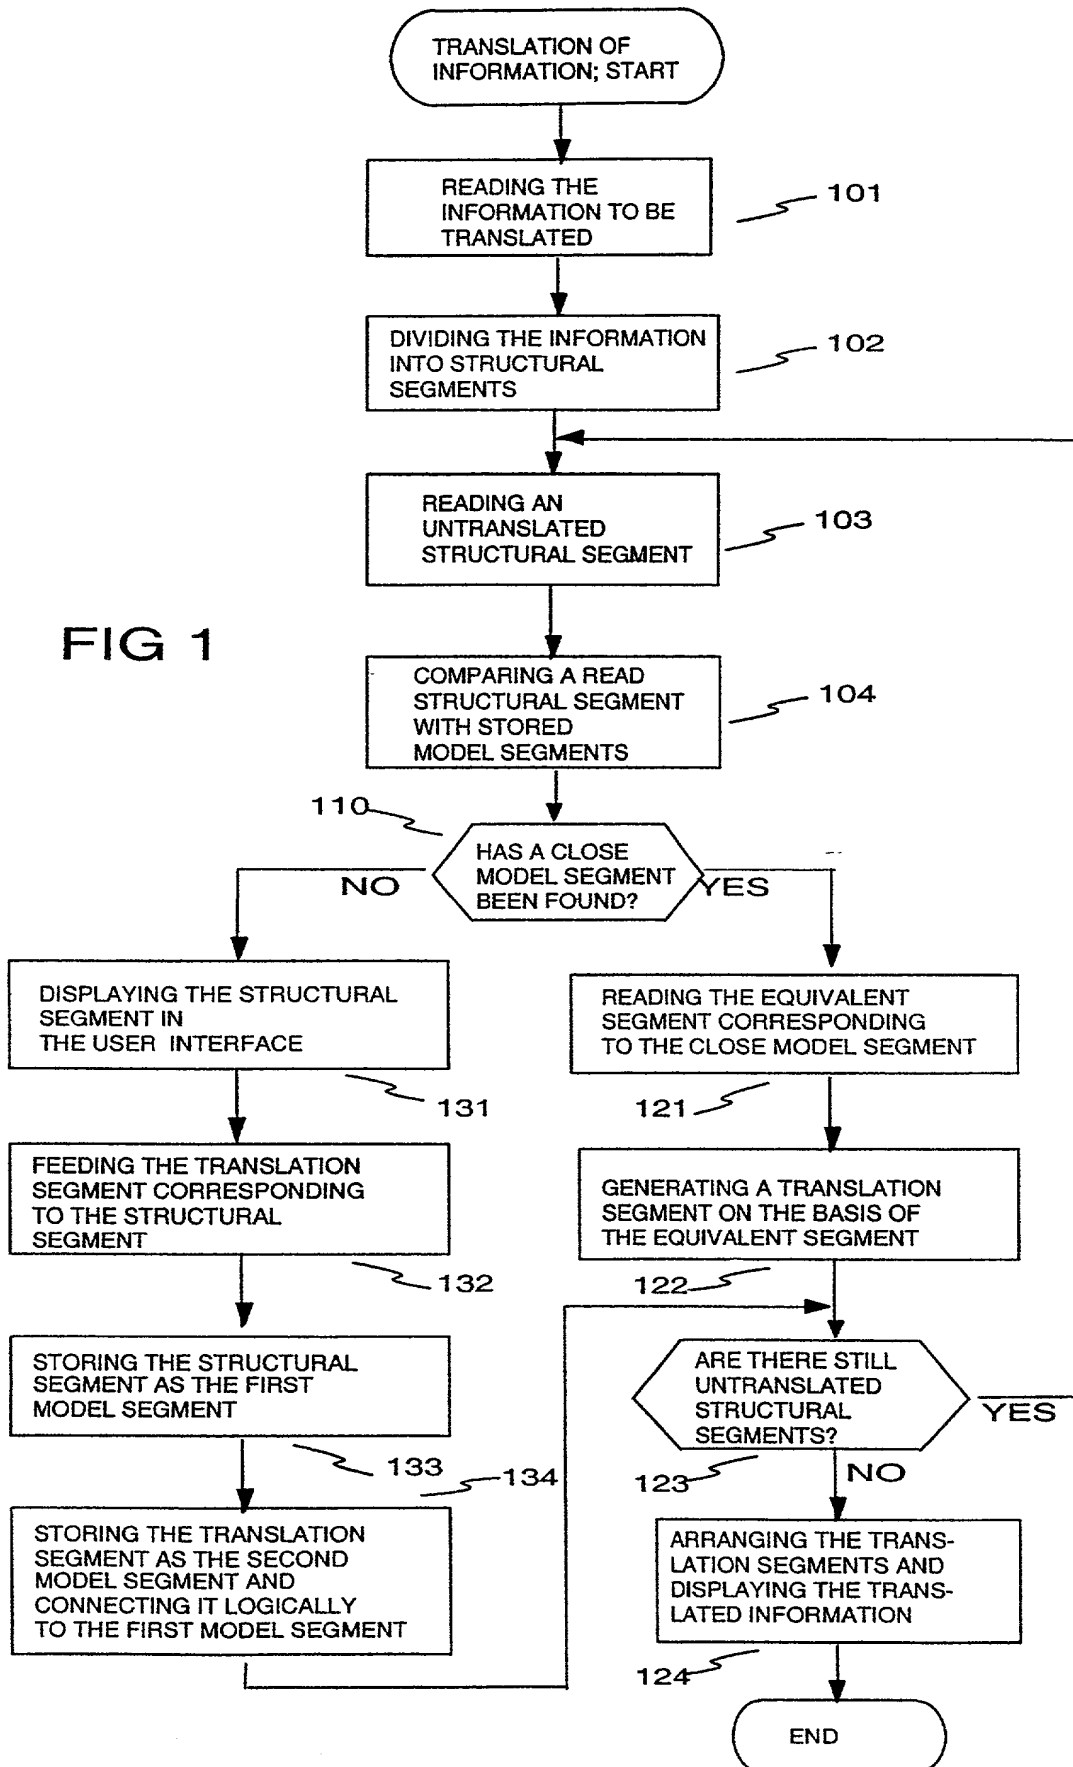 TRANSLATION OF
INFORMATION; START
READING THE
INFORMATION TO BE
TRANSLATED
101
DIVIDING THE INFORMATION
INTO STRUCTURAL
SEGMENTS
102
READING AN
UNTRANSLATED
STRUCTURAL SEGMENT
103
FIG 1
COMPARING A READ
STRUCTURAL SEGMENT
WITH STORED
MODEL SEGMENTS
104
110
HAS A CLOSE
MODEL SEGMENT
BEEN FOUND?
NO
YES
DISPLAYING THE STRUCTURAL
SEGMENT IN
THE USER INTERFACE
131
FEEDING THE TRANSLATION
SEGMENT CORRESPONDING
TO THE STRUCTURAL
SEGMENT
132
STORING THE STRUCTURAL
SEGMENT AS THE FIRST
MODEL SEGMENT
133
134
STORING THE TRANSLATION
SEGMENT AS THE SECOND
MODEL SEGMENT AND
CONNECTING IT LOGICALLY
TO THE FIRST MODEL SEGMENT
READING THE EQUIVALENT
SEGMENT CORRESPONDING
TO THE CLOSE MODEL SEGMENT
121
GENERATING A TRANSLATION
SEGMENT ON THE BASIS OF
THE EQUIVALENT SEGMENT
122
ARE THERE STILL
UNTRANSLATED
STRUCTURAL
SEGMENTS?
YES
123
NO
ARRANGING THE TRANS-
LATION SEGMENTS AND
DISPLAYING THE TRANS-
LATED INFORMATION
124
END